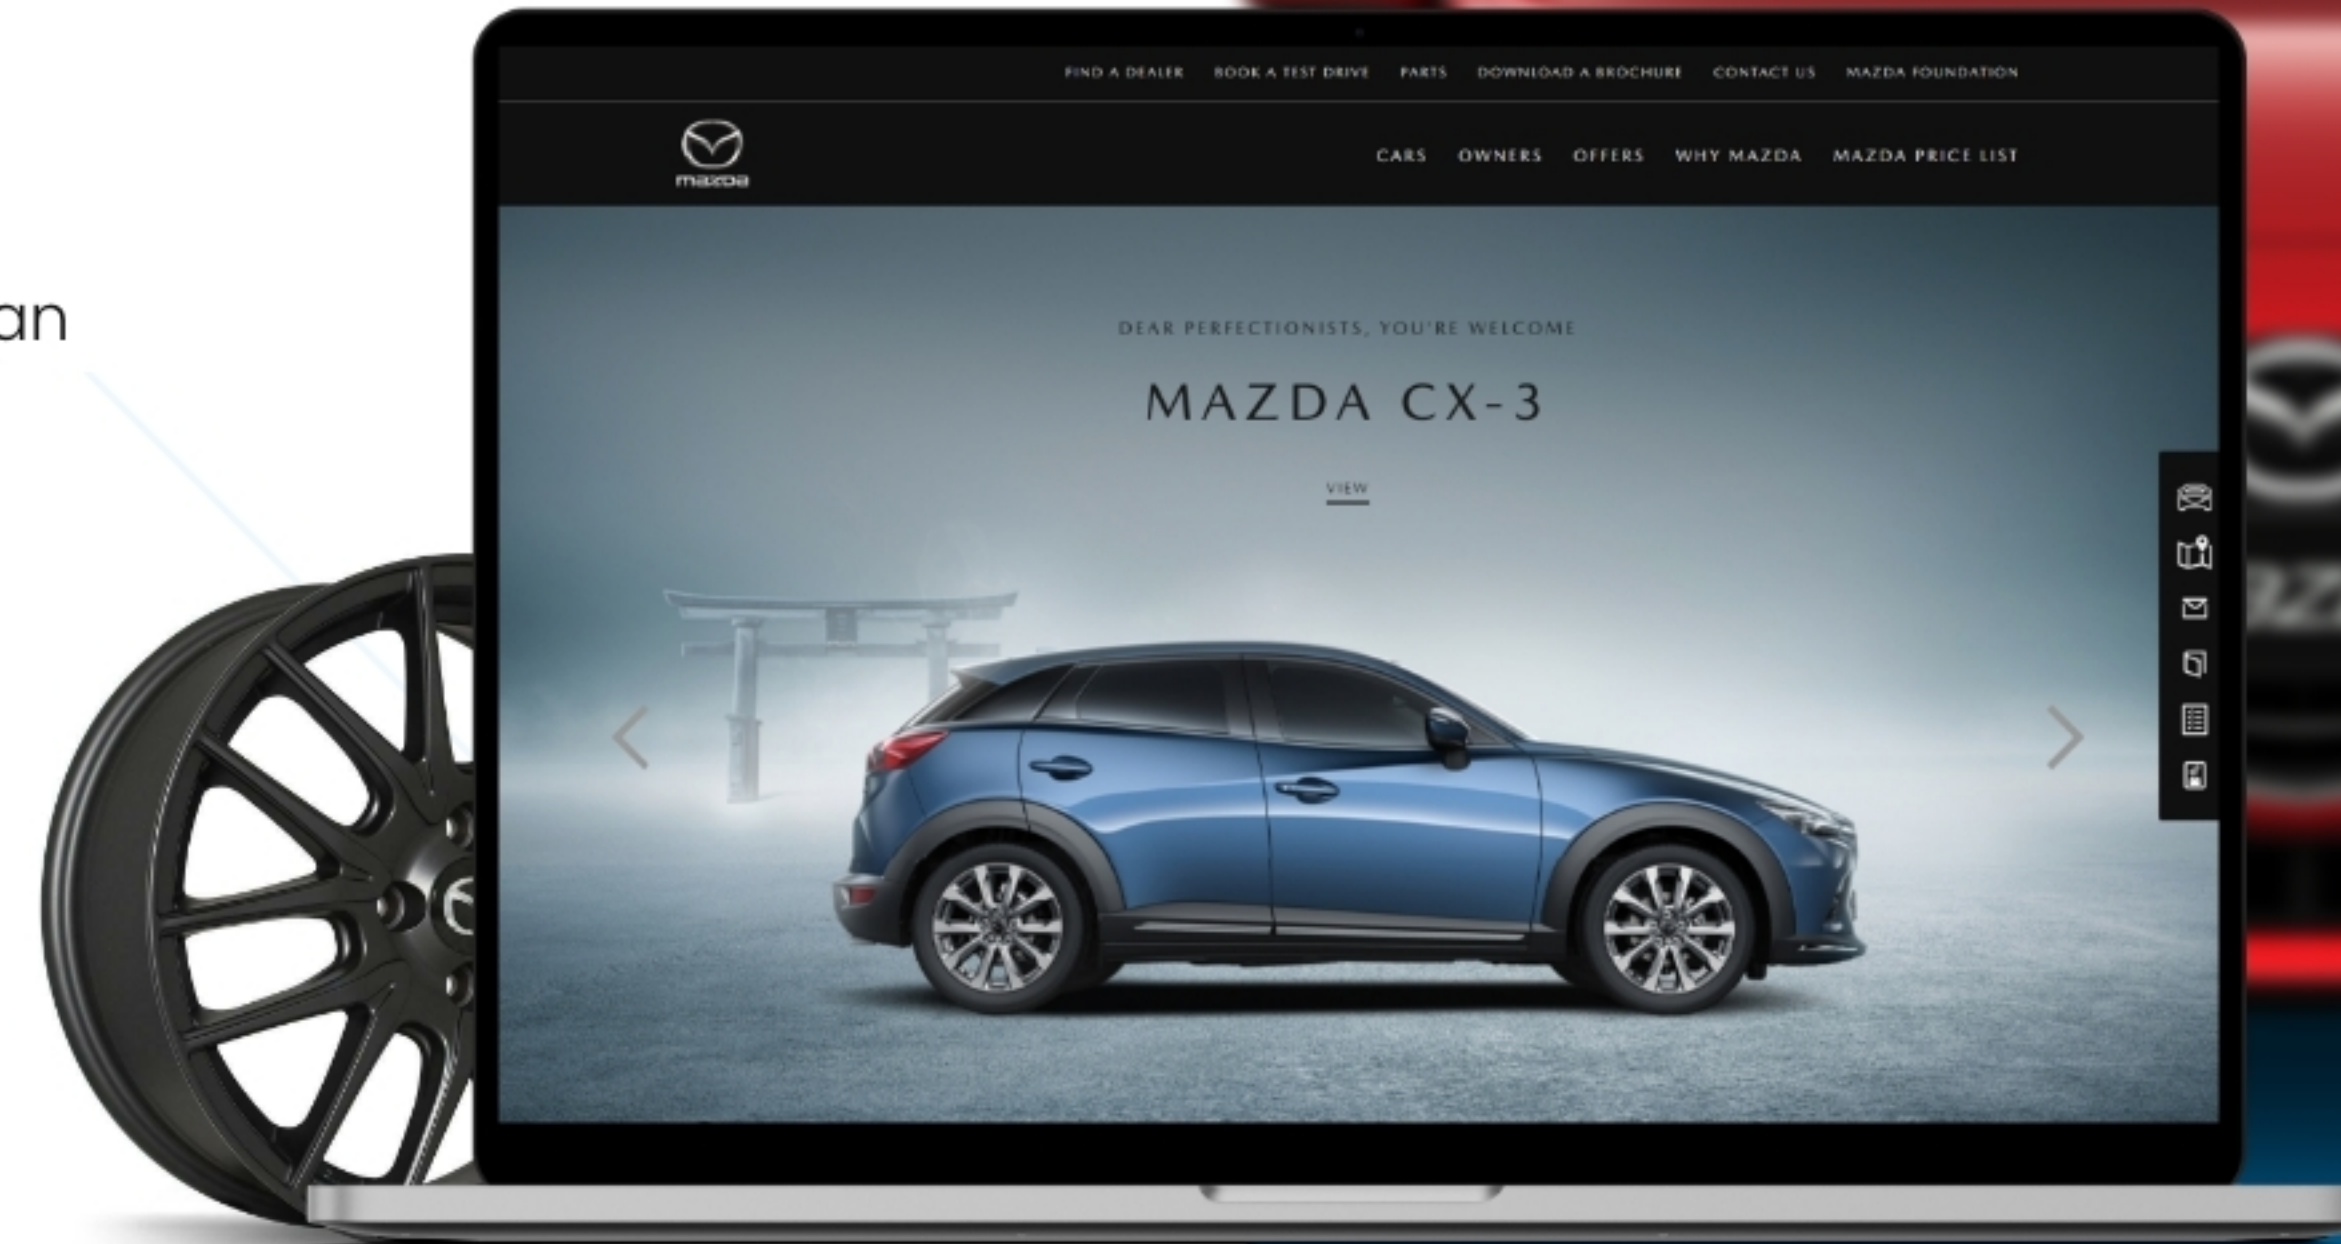 FIND A DEALER BOOK A TEST DRIVE PARTS DOWNLOAD A BROCHURE CONTACT US MAZDA FOUNDATION
mazda
CARS OWNERS OFFERS WHY MAZDA MAZDA PRICE LIST
an
DEAR PERFECTIONISTS, YOU'RE WELCOME
MAZDA CX-3
VIEW